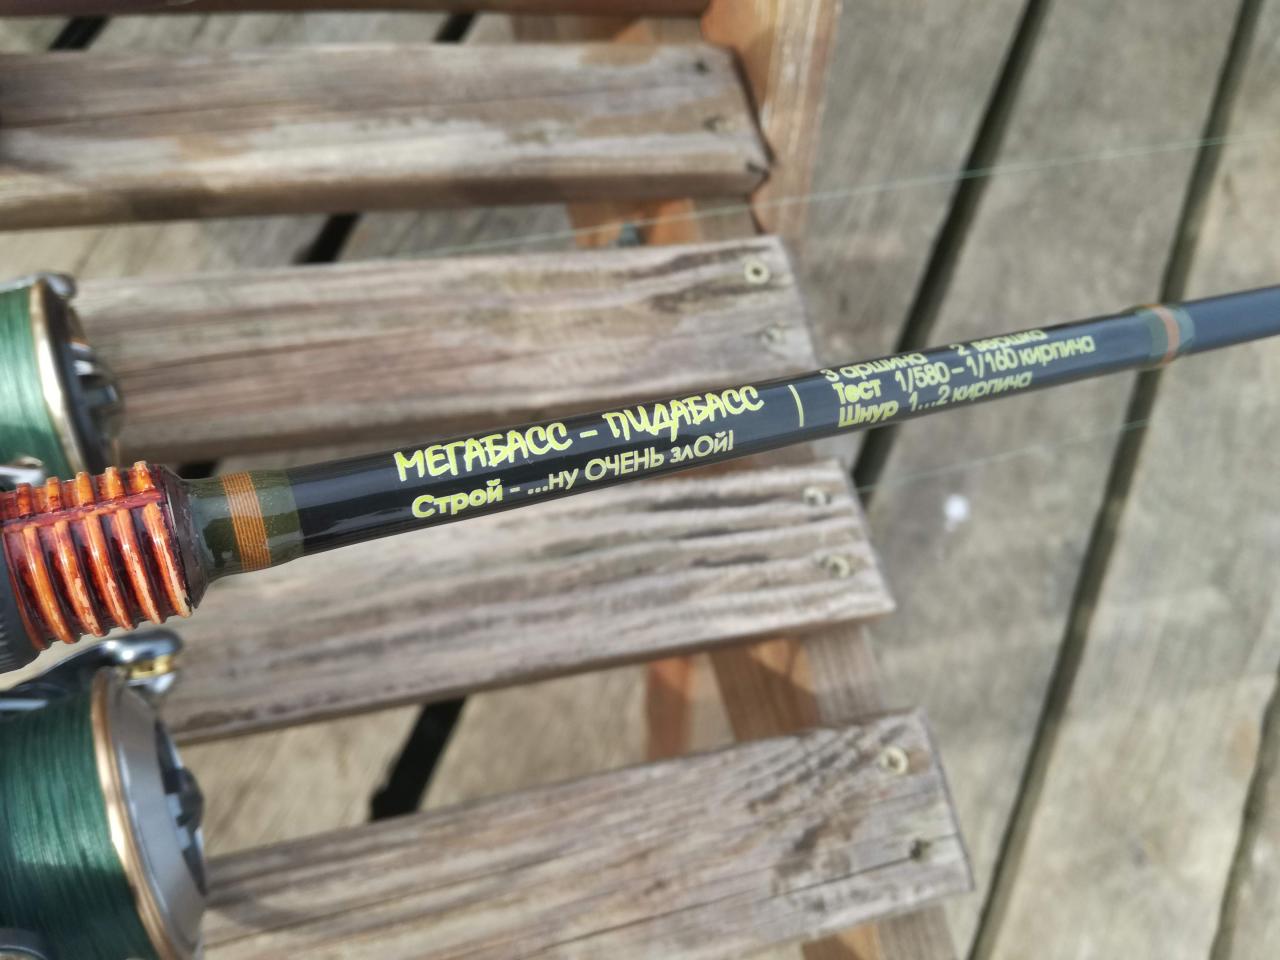 МЕГАБАСС – ПИДАБАСС
Строй - ...ну ОЧЕНЬ злОй!
3 аршина 2 вершка
Тест 1/580 – 1/160 кирпича
Шнур 1...2 кирпича